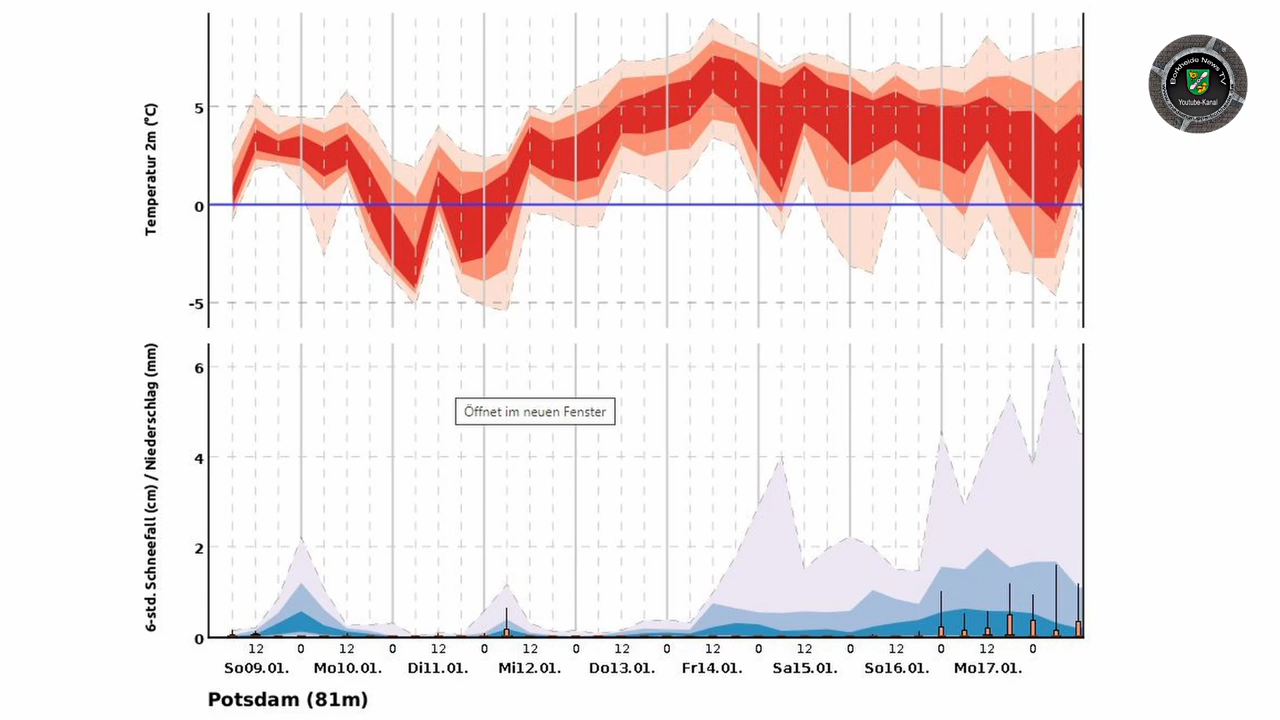 Borkheide News TV
Youtube-Kanal
Temperatur 2m (°C)
5
0
-5
6-std. Schneefall (cm) / Niederschlag (mm)
6
4
2
0
Öffnet im neuen Fenster
12 0 12 0 12 0 12 0 12 0 12 0 12 0 12 0 12 0
So09.01. Mo10.01. Di11.01. Mi12.01. Do13.01. Fr14.01. Sa15.01. So16.01. Mo17.01.
Potsdam (81m)